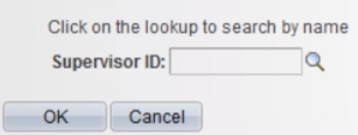 Click on the lookup to search by name
Supervisor ID:
OK Cancel